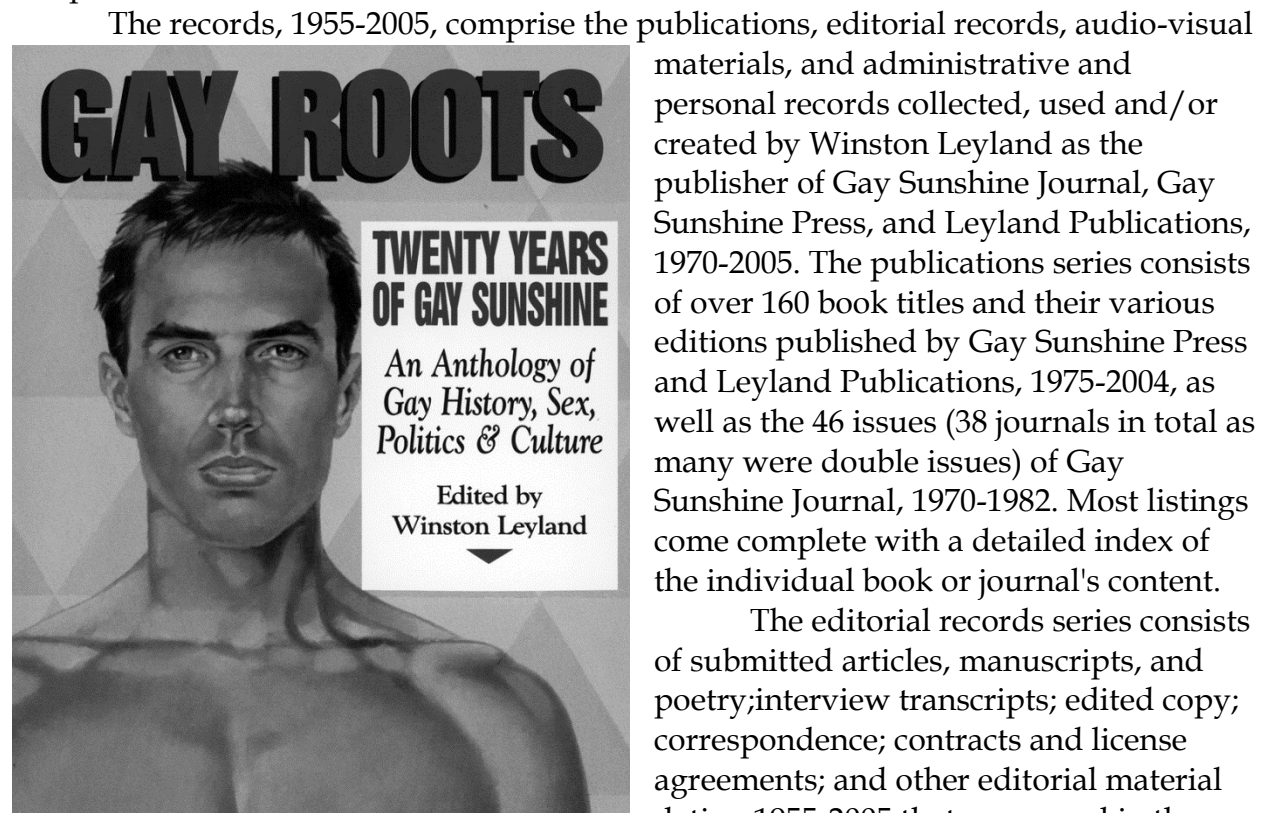 The records, 1955-2005, comprise the publications, editorial records, audio-visual
GAY ROOTS
TWENTY YEARS
OF GAY SUNSHINE
An Anthology of
Gay History, Sex,
Politics & Culture
Edited by
Winston Leyland
materials, and administrative and
personal records collected, used and/or
created by Winston Leyland as the
publisher of Gay Sunshine Journal, Gay
Sunshine Press, and Leyland Publications,
1970-2005. The publications series consists
of over 160 book titles and their various
editions published by Gay Sunshine Press
and Leyland Publications, 1975-2004, as
well as the 46 issues (38 journals in total as
many were double issues) of Gay
Sunshine Journal, 1970-1982. Most listings
come complete with a detailed index of
the individual book or journal's content.
The editorial records series consists
of submitted articles, manuscripts, and
poetry;interview transcripts; edited copy;
correspondence; contracts and license
agreements; and other editorial material